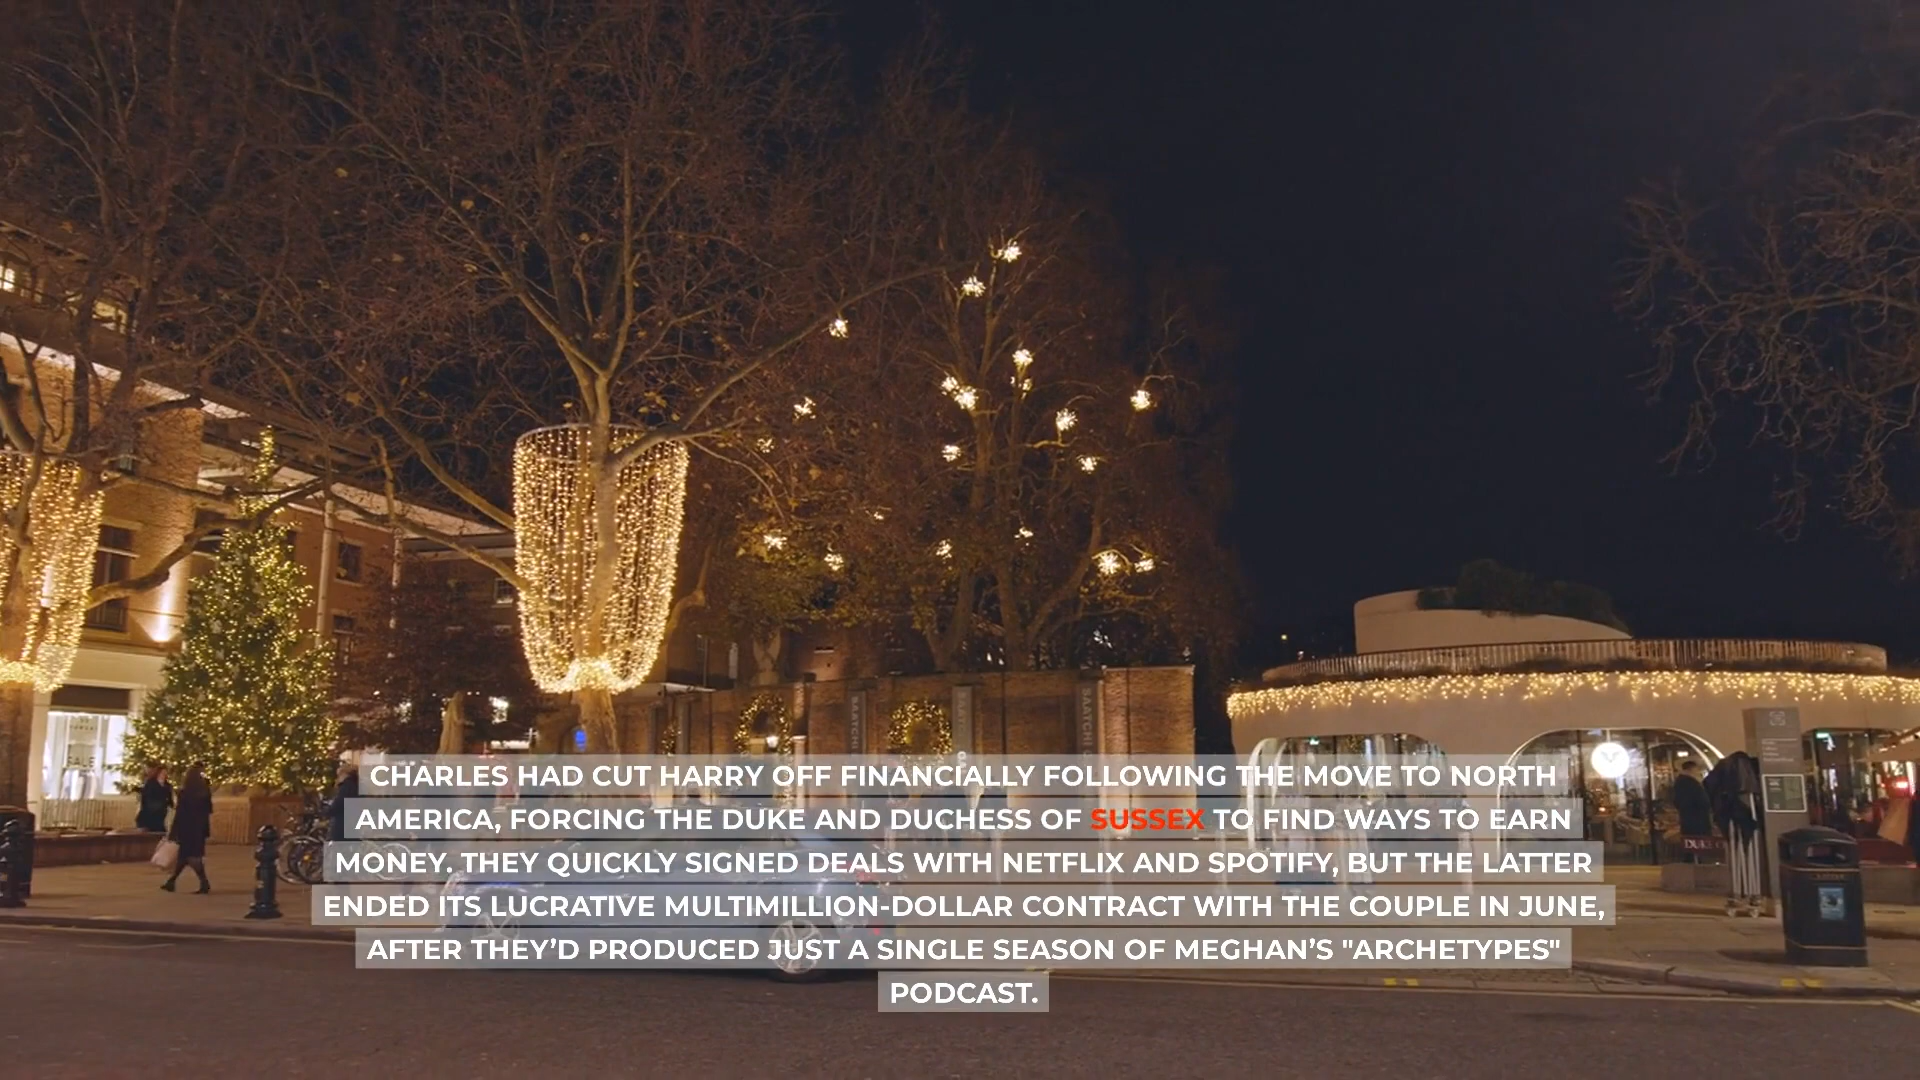 SALE
SAATCHI
SAATCHI
CHARLES HAD CUT HARRY OFF FINANCIALLY FOLLOWING THE MOVE TO NORTH
AMERICA, FORCING THE DUKE AND DUCHESS OF SUSSEX TO FIND WAYS TO EARN
MONEY. THEY QUICKLY SIGNED DEALS WITH NETFLIX AND SPOTIFY, BUT THE LATTER
ENDED ITS LUCRATIVE MULTIMILLION-DOLLAR CONTRACT WITH THE COUPLE IN JUNE,
AFTER THEY’D PRODUCED JUST A SINGLE SEASON OF MEGHAN’S "ARCHETYPES"
PODCAST.